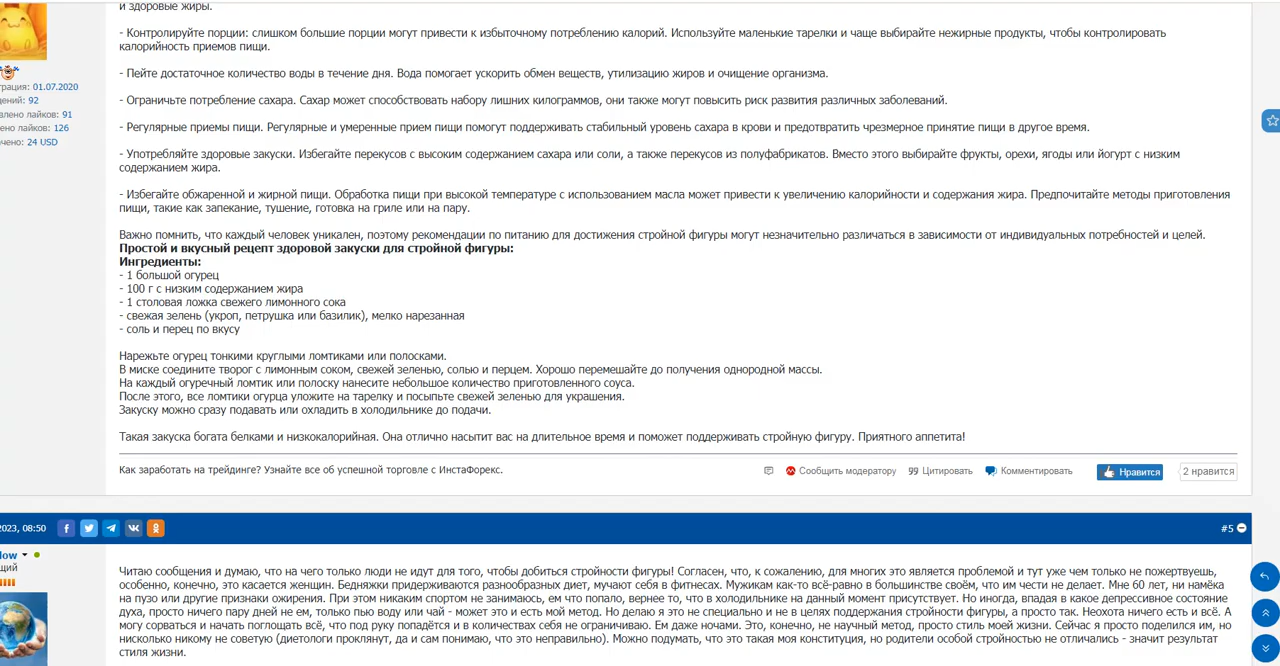 и здоровые жиры.
- Контролируйте порции: слишком большие порции могут привести к избыточному потреблению калорий. Используйте маленькие тарелки и чаще выбирайте нежирные продукты, чтобы контролировать
калорийность приемов пищи.
- Пейте достаточное количество воды в течение дня. Вода помогает ускорить обмен веществ, утилизацию жиров и очищение организма.
- Ограничьте потребление сахара. Сахар может способствовать набору лишних килограммов, они также могут повысить риск развития различных заболеваний.
- Регулярные приемы пищи. Регулярные и умеренные прием пищи помогут поддерживать стабильный уровень сахара в крови и предотвратить чрезмерное принятие пищи в другое время.
- Употребляйте здоровые закуски. Избегайте перекусов с высоким содержанием сахара или соли, а также перекусов из полуфабрикатов. Вместо этого выбирайте фрукты, орехи, ягоды или йогурт с низким
содержанием жира.
- Избегайте обжаренной и жирной пищи. Обработка пищи при высокой температуре с использованием масла может привести к увеличению калорийности и содержания жира. Предпочитайте методы приготовления
пищи, такие как запекание, тушение, готовка на гриле или на пару.
Важно помнить, что каждый человек уникален, поэтому рекомендации по питанию для достижения стройной фигуры могут незначительно различаться в зависимости от индивидуальных потребностей и целей.
Простой и вкусный рецепт здоровой закуски для стройной фигуры:
Ингредиенты:
- 1 большой огурец
- 100 г с низким содержанием жира
- 1 столовая ложка свежего лимонного сока
- свежая зелень (укроп, петрушка или базилик), мелко нарезанная
- соль и перец по вкусу
Нарежьте огурец тонкими круглыми ломтиками или полосками.
В миске соедините творог с лимонным соком, свежей зеленью, солью и перцем. Хорошо перемешайте до получения однородной массы.
На каждый огуречный ломтик или полоску нанесите небольшое количество приготовленного соуса.
После этого, все ломтики огурца уложите на тарелку и посыпьте свежей зеленью для украшения.
Закуску можно сразу подавать или охладить в холодильнике до подачи.
Такая закуска богата белками и низкокалорийная. Она отлично насытит вас на длительное время и поможет поддерживать стройную фигуру. Приятного аппетита!
трация: 01.07.2020
щений: 92
влено лайков: 91
ено лайков: 126
ачено: 24 USD
Как заработать на трейдинге? Узнайте все об успешной торговле с ИнстаФорекс.
Сообщить модератору Цитировать Комментировать Нравится 2 нравится
2023, 08:50 #5
low
щий
Читаю сообщения и думаю, что на чего только люди не идут для того, чтобы добиться стройности фигуры! Согласен, что, к сожалению, для многих это является проблемой и тут уже чем только не пожертвуешь,
особенно, конечно, это касается женщин. Бедняжки придерживаются разнообразных диет, мучают себя в фитнесах. Мужикам как-то всё-равно в большинстве своём, что им чести не делает. Мне 60 лет, ни намёка
на пузо или другие признаки ожирения. При этом никаким спортом не занимаюсь, ем что попало, вернее то, что в холодильнике на данный момент присутствует. Но иногда, впадая в какое депрессивное состояние
духа, просто ничего пару дней не ем, только пью воду или чай - может это и есть мой метод. Но делаю я это не специально и не в целях поддержания стройности фигуры, а просто так. Неохота ничего есть и всё. А
могу сорваться и начать поглощать всё, что под руку попадётся и в количествах себя не ограничиваю. Ем даже ночами. Это, конечно, не научный метод, просто стиль моей жизни. Сейчас я просто поделился им, но
нисколько никому не советую (диетологи проклянут, да и сам понимаю, что это неправильно). Можно подумать, что это такая моя конституция, но родители особой стройностью не отличались - значит результат
стиля жизни.